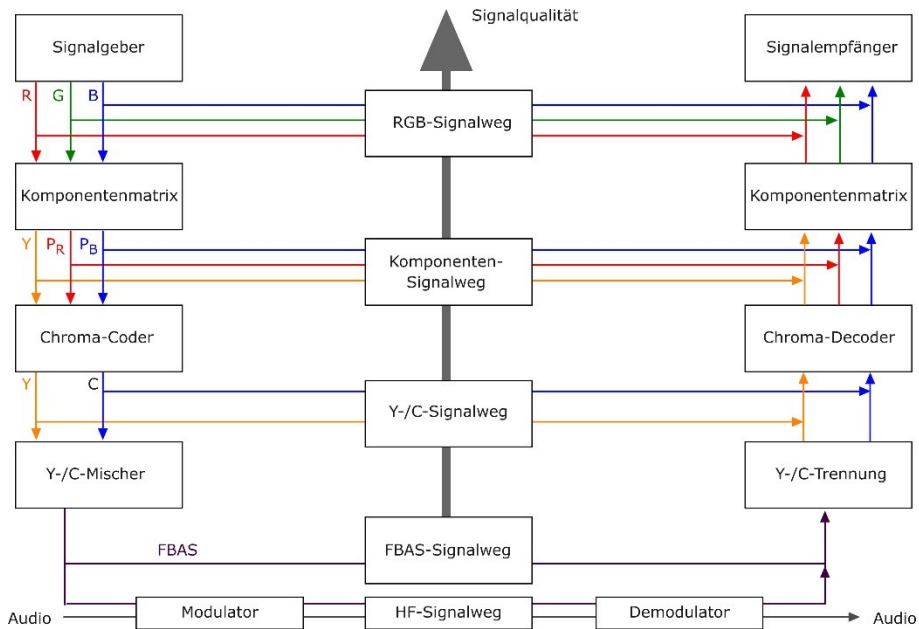 Signalqualität
Signalgeber
Signalempfänger
R
G
B
RGB-Signalweg
Komponentenmatrix
Komponentenmatrix
Y
PR
PB
Komponenten-
Signalweg
Chroma-Coder
Chroma-Decoder
Y
C
Y-/C-Signalweg
Y-/C-Mischer
Y-/C-Trennung
FBAS
FBAS-Signalweg
Audio
Modulator
HF-Signalweg
Demodulator
Audio